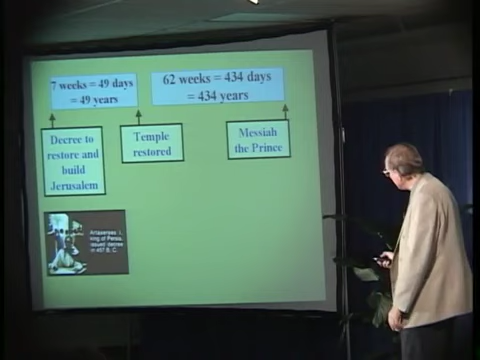 7 weeks = 49 days
= 49 years
62 weeks = 434 days
= 434 years
Decree to
restore and
build
Jerusalem
Temple
restored
Messiah
the Prince
Artaxerxes I,
king of Persia,
issued decree
in 457 B.C.